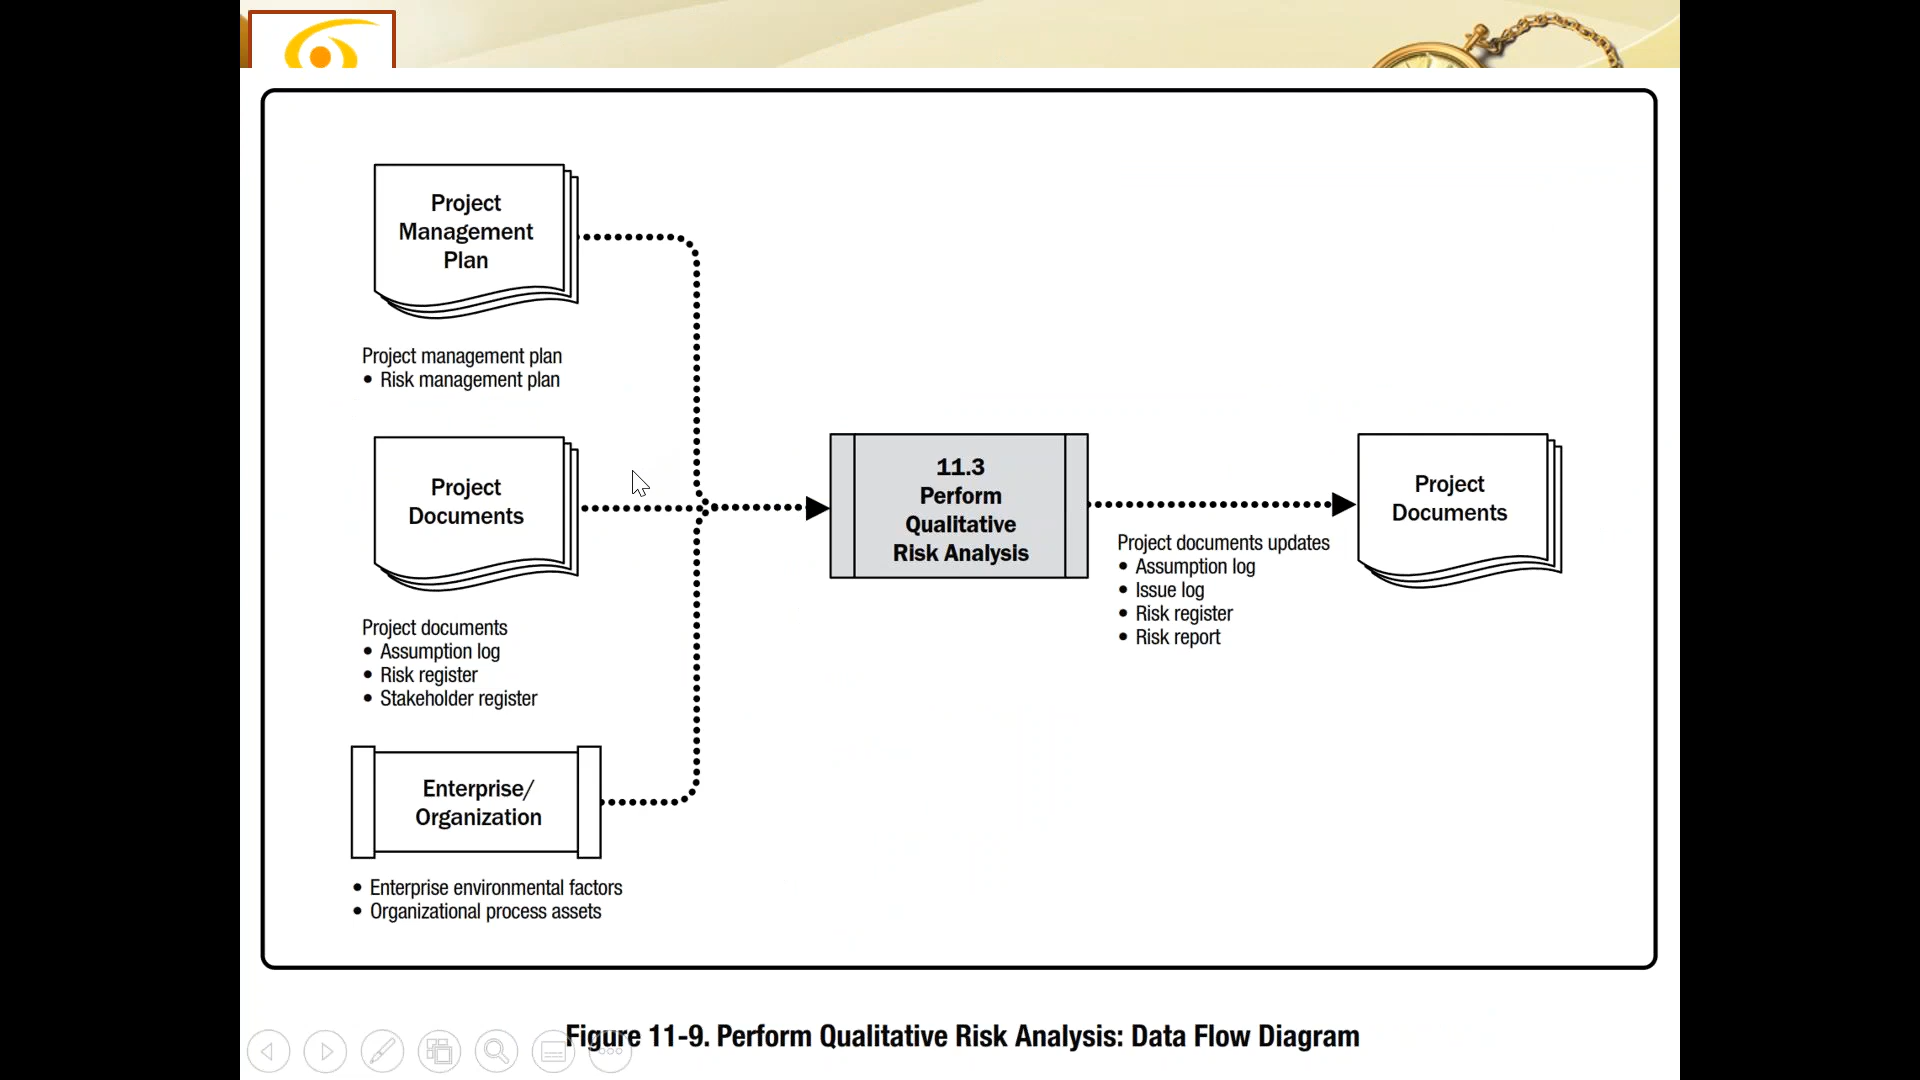 Project
Management
Plan
Project management plan
• Risk management plan
Project
Documents
Project documents
• Assumption log
• Risk register
• Stakeholder register
Enterprise/
Organization
• Enterprise environmental factors
• Organizational process assets
11.3
Perform
Qualitative
Risk Analysis
Project documents updates
• Assumption log
• Issue log
• Risk register
• Risk report
Project
Documents
Figure 11-9. Perform Qualitative Risk Analysis: Data Flow Diagram